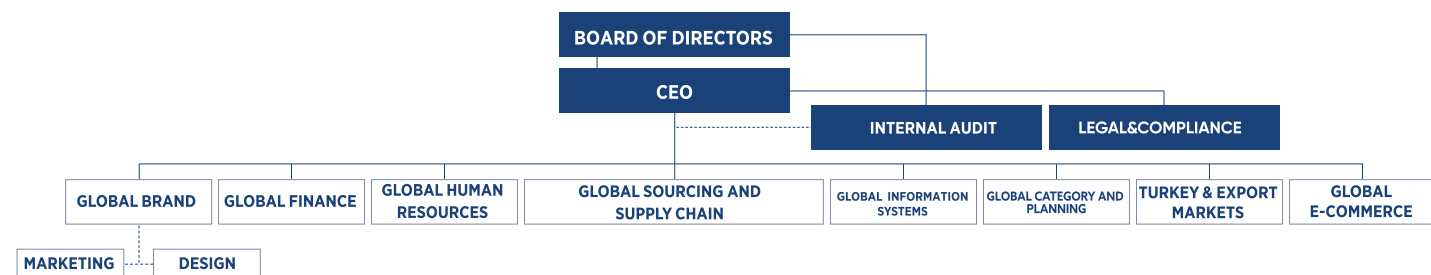 BOARD OF DIRECTORS
CEO
INTERNAL AUDIT
LEGAL&COMPLIANCE
GLOBAL BRAND
GLOBAL FINANCE
GLOBAL HUMAN
RESOURCES
GLOBAL SOURCING AND
SUPPLY CHAIN
GLOBAL INFORMATION
SYSTEMS
GLOBAL CATEGORY AND
PLANNING
TURKEY & EXPORT
MARKETS
GLOBAL
E-COMMERCE
MARKETING
DESIGN